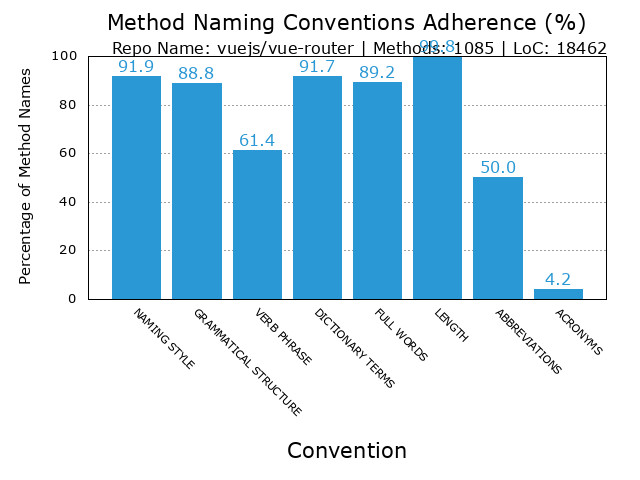 Method Naming Conventions Adherence (%)
Repo Name: vuejs/vue-router | Methods: 1085 | LoC: 18462
Percentage of Method Names
100
80
60
40
20
0
91.9
88.8
61.4
91.7
89.2
99.8
50.0
4.2
NAMING STYLE
GRAMMATICAL STRUCTURE
VERB PHRASE
DICTIONARY TERMS
FULL WORDS
LENGTH
ABBREVIATIONS
ACRONYMS
Convention